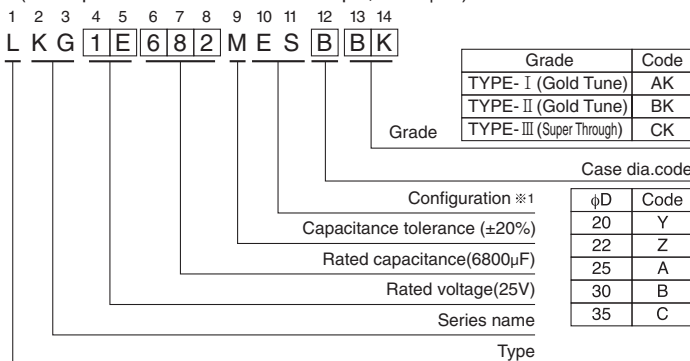 1 2 3 4 5 6 7 8 9 10 11 12 13 14
L K G 1 E 6 8 2 M E S B B K
Grade Code
TYPE-Ⅰ (Gold Tune) AK
TYPE-Ⅱ (Gold Tune) BK
TYPE-Ⅲ (Super Through) CK
Grade
Case dia.code
Configuration ※1
Capacitance tolerance (±20%)
Rated capacitance(6800µF)
Rated voltage(25V)
Series name
Type
ϕD Code
20 Y
22 Z
25 A
30 B
35 C